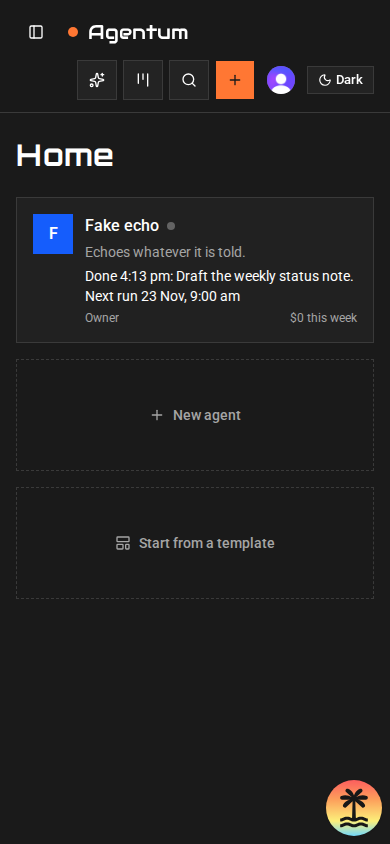 Agentum
Dark
Home
F
Fake echo
Echoes whatever it is told.
Done 4:13 pm: Draft the weekly status note.
Next run 23 Nov, 9:00 am
Owner
$0 this week
New agent
Start from a template